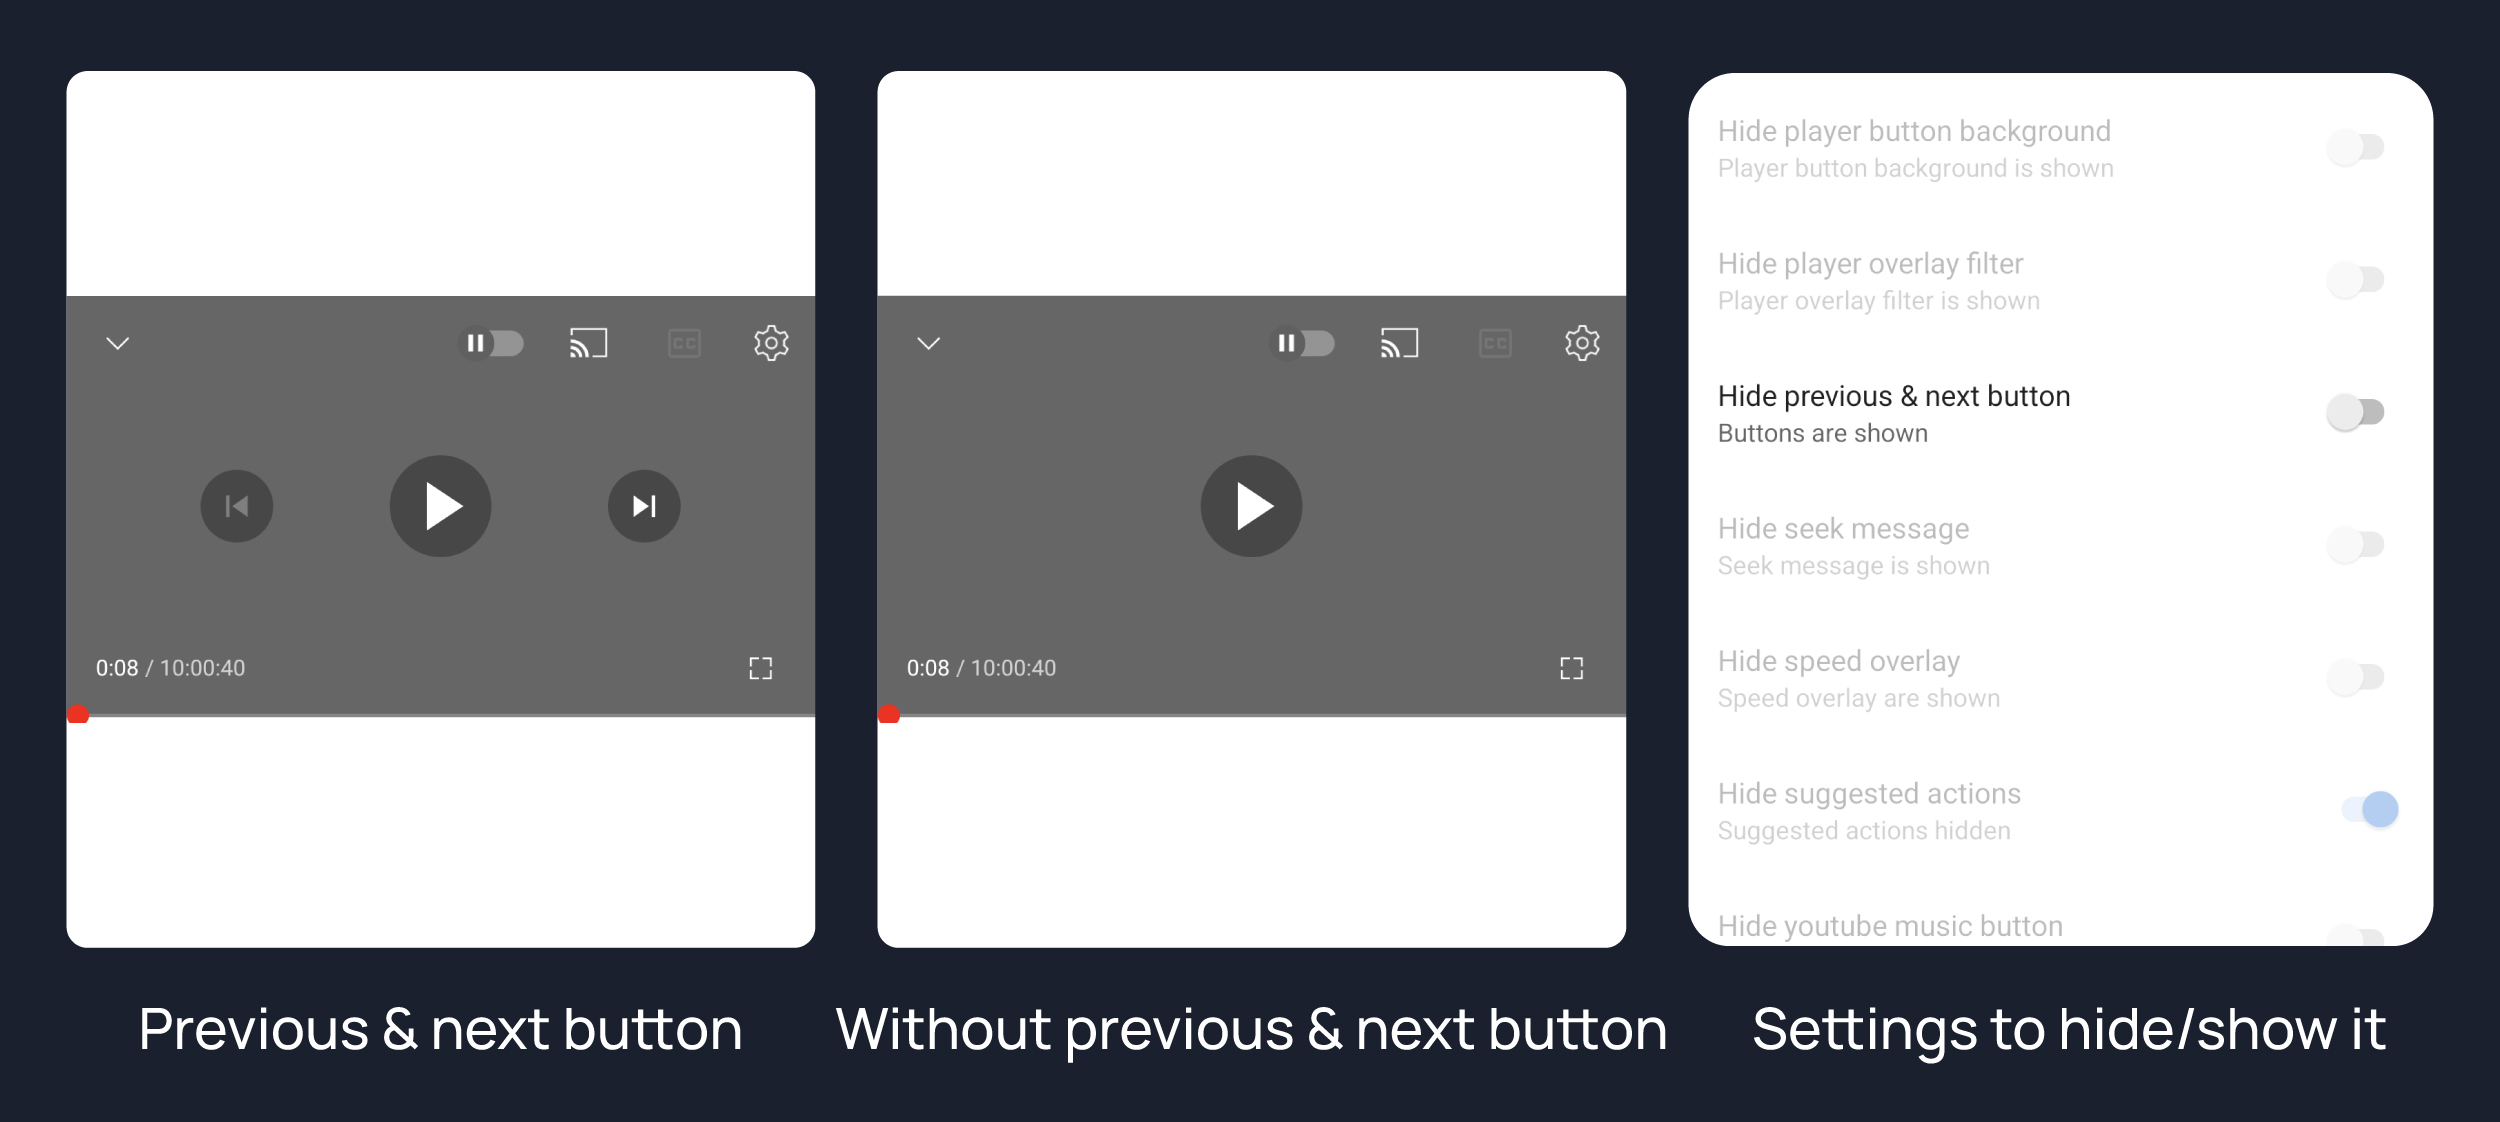 CC
0:08 / 10:00:40
Previous & next button
CC
0:08 / 10:00:40
Without previous & next button
Hide player button background
Player button background is shown
Hide player overlay filter
Player overlay filter is shown
Hide previous & next button
Buttons are shown
Hide seek message
Seek message is shown
Hide speed overlay
Speed overlay are shown
Hide suggested actions
Suggested actions hidden
Hide youtube music button
Settings to hide/show it